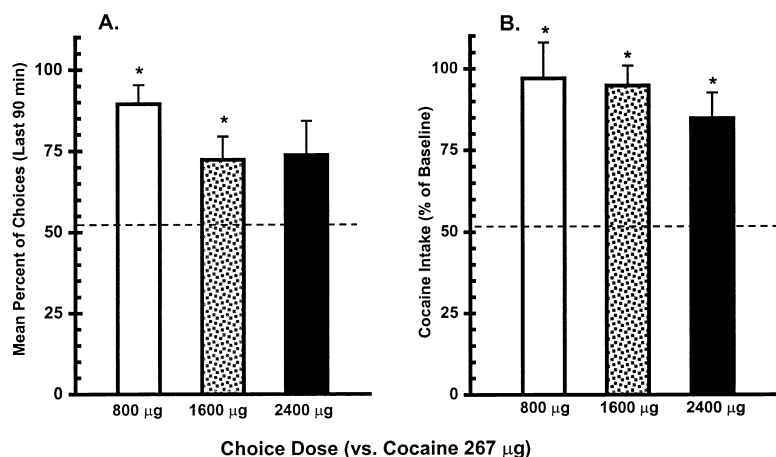 A.
Mean Percent of Choices (Last 90 min)
100
75
50
25
0
*
*
800 μg
1600 μg
2400 μg
B.
Cocaine Intake (% of Baseline)
100
75
50
25
0
*
*
*
800 μg
1600 μg
2400 μg
Choice Dose (vs. Cocaine 267 μg)